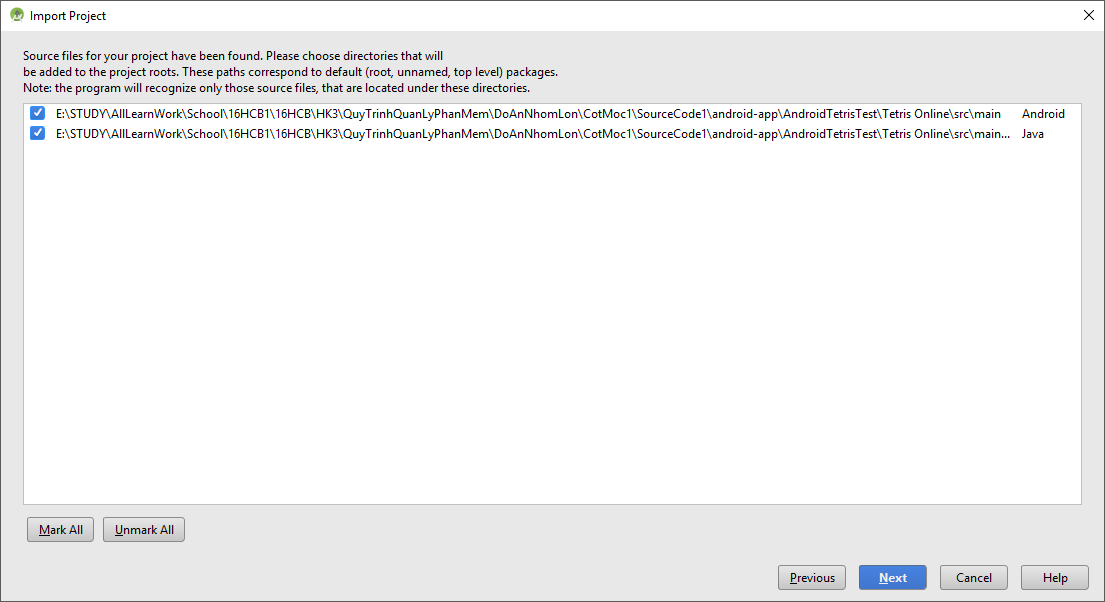 Import Project
Source files for your project have been found. Please choose directories that will
be added to the project roots. These paths correspond to default (root, unnamed, top level) packages.
Note: the program will recognize only those source files, that are located under these directories.
E:\STUDY\AllLearnWork\School\16HCB1\16HCB\HK3\QuyTrinhQuanLyPhanMem\DoAnNhomLon\CotMoc1\SourceCode1\android-app\AndroidTetrisTest\Tetris Online\src\main Android
E:\STUDY\AllLearnWork\School\16HCB1\16HCB\HK3\QuyTrinhQuanLyPhanMem\DoAnNhomLon\CotMoc1\SourceCode1\android-app\AndroidTetrisTest\Tetris Online\src\main... Java
Mark All Unmark All
Previous Next Cancel Help